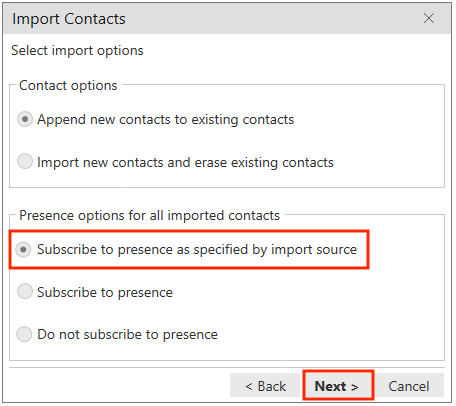 Import Contacts
Select import options
Contact options
Append new contacts to existing contacts
Import new contacts and erase existing contacts
Presence options for all imported contacts
Subscribe to presence as specified by import source
Subscribe to presence
Do not subscribe to presence
< Back Next > Cancel